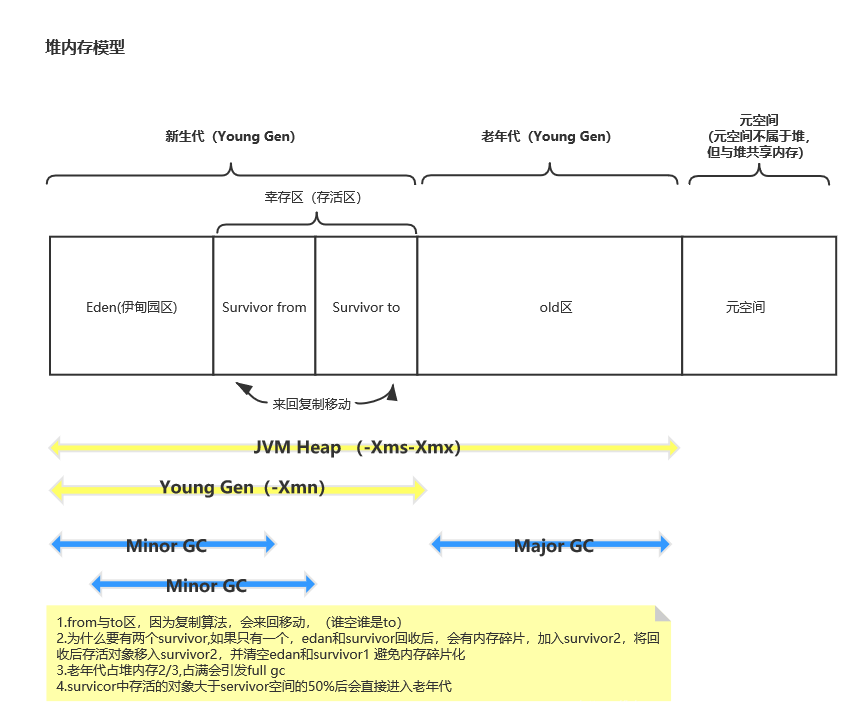 堆内存模型
新生代（Young Gen）
老年代（Young Gen）
元空间
（元空间不属于堆，
但与堆共享内存）
幸存区（存活区）
Eden(伊甸园区)
Survivor from
Survivor to
old区
元空间
来回复制移动
JVM Heap （-Xms-Xmx）
Young Gen（-Xmn）
Minor GC
Major GC
Minor GC
1.from与to区，因为复制算法，会来回移动，（谁空谁是to）
2.为什么要有两个survivor,如果只有一个，edan和survivor回收后，会有内存碎片，加入survivor2，将回
收后存活对象移入survivor2，并清空edan和survivor1 避免内存碎片化
3.老年代占堆内存2/3,占满会引发full gc
4.survicor中存活的对象大于servivor空间的50%后会直接进入老年代